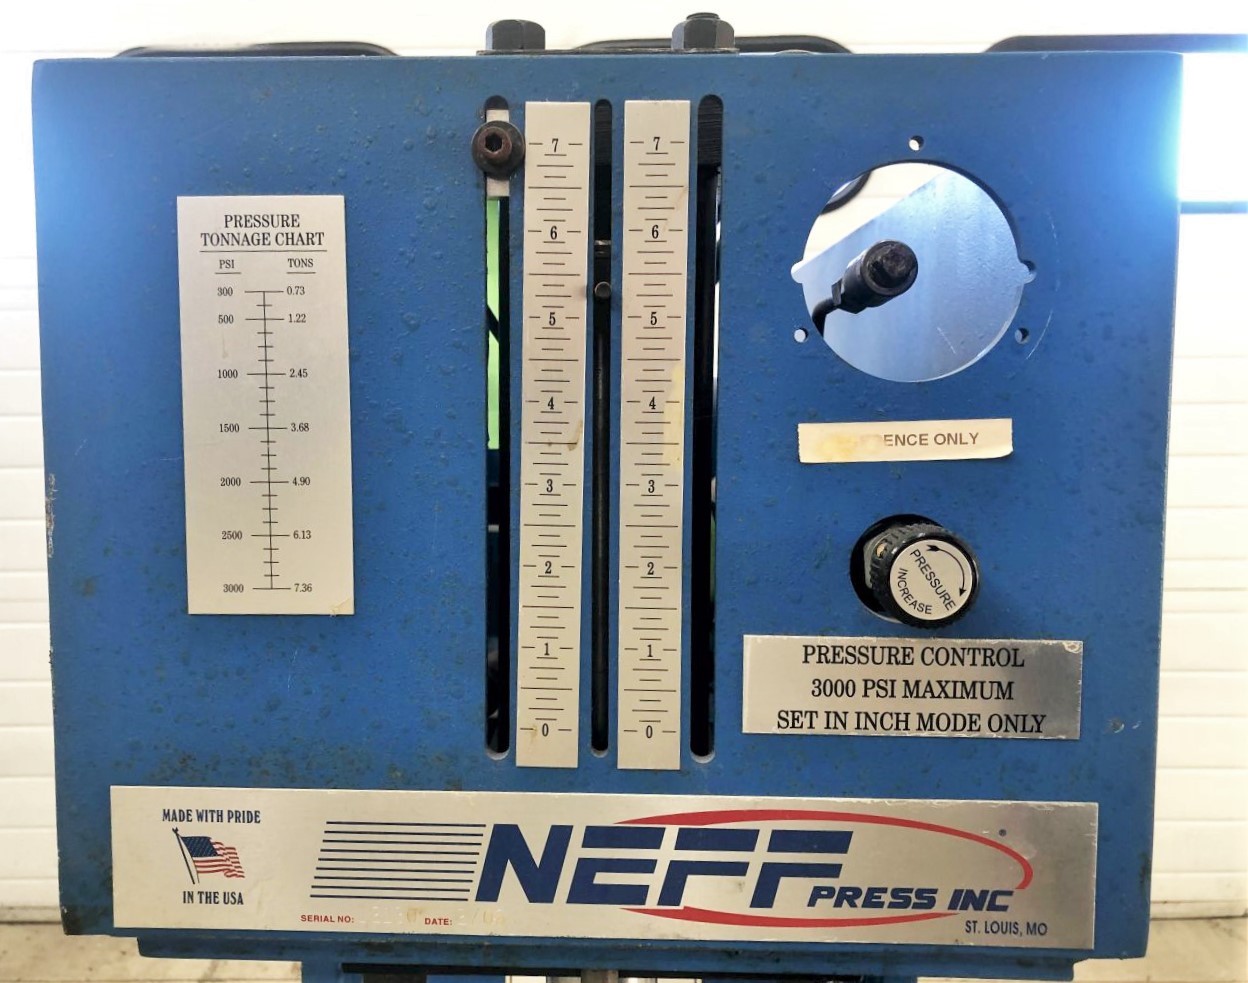 PRESSURE
TONNAGE CHART
PSI TONS
300 0.73
500 1.22
1000 2.45
1500 3.68
2000 4.90
2500 6.13
3000 7.36
7 7
6 6
5 5
4 4
3 3
2 2
1 1
0 0
ENCE ONLY
PRESSURE
INCREASE
PRESSURE CONTROL
3000 PSI MAXIMUM
SET IN INCH MODE ONLY
MADE WITH PRIDE
IN THE USA
NEFF
PRESS INC
®
ST. LOUIS, MO
SERIAL NO: DATE: